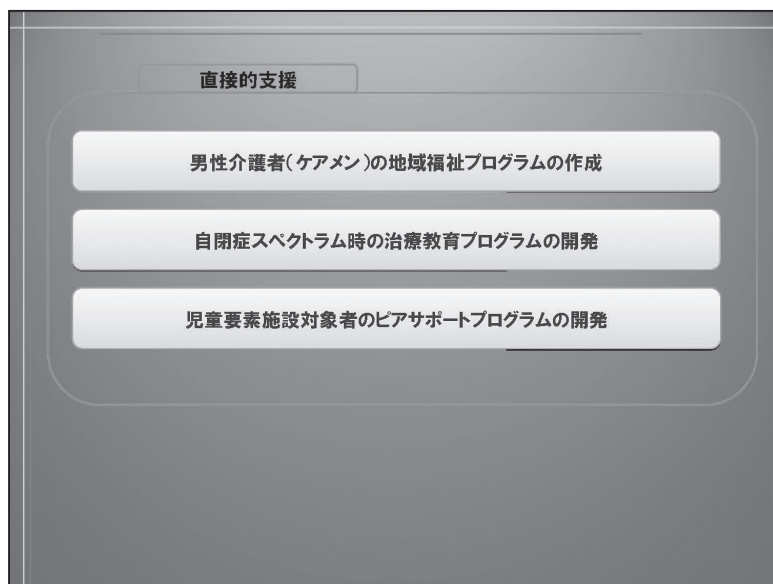 直接的支援
男性介護者(ケアメン)の地域福祉プログラムの作成
自閉症スペクトラム時の治療教育プログラムの開発
児童要素施設対象者のピアサポートプログラムの開発